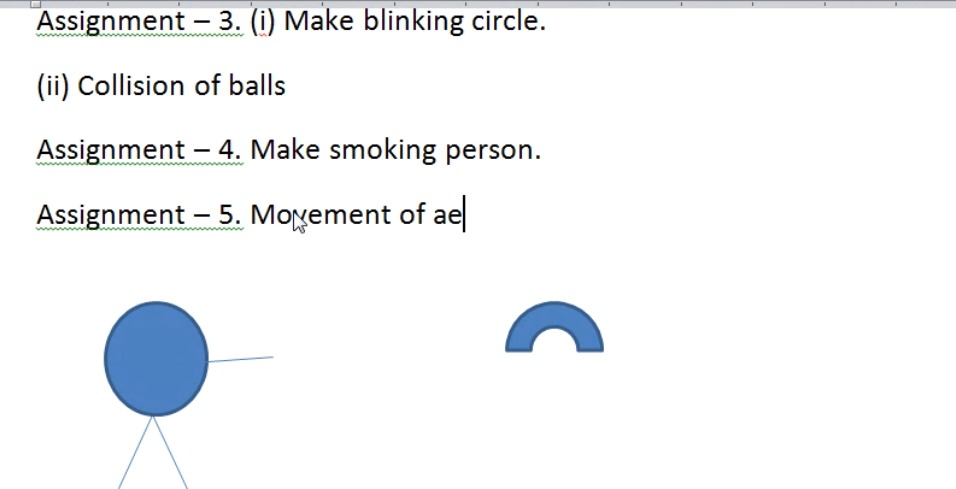 Assignment – 3. (i) Make blinking circle.
(ii) Collision of balls
Assignment – 4. Make smoking person.
Assignment – 5. Movement of ae